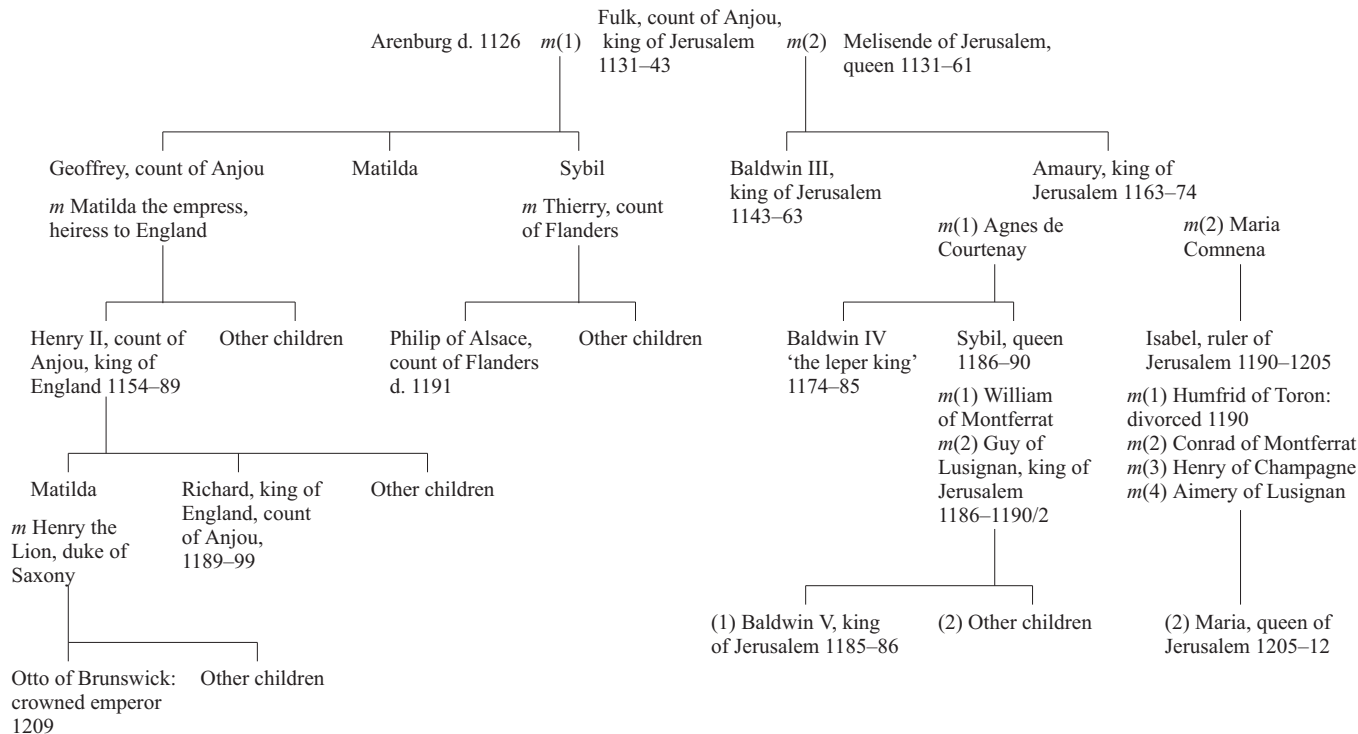 Arenburg d. 1126
m(1)
Fulk, count of Anjou,
king of Jerusalem
1131–43
m(2)
Melisende of Jerusalem,
queen 1131–61
Geoffrey, count of Anjou
m Matilda the empress,
heiress to England
Matilda
Sybil
m Thierry, count
of Flanders
Baldwin III,
king of Jerusalem
1143–63
Amaury, king of
Jerusalem 1163–74
m(1) Agnes de
Courtenay
m(2) Maria
Comnena
Henry II, count of
Anjou, king of
England 1154–89
Other children
Philip of Alsace,
count of Flanders
d. 1191
Other children
Baldwin IV
‘the leper king’
1174–85
Sybil, queen
1186–90
m(1) William
of Montferrat
m(2) Guy of
Lusignan, king of
Jerusalem
1186–1190/2
Isabel, ruler of
Jerusalem 1190–1205
m(1) Humfrid of Toron:
divorced 1190
m(2) Conrad of Montferrat
m(3) Henry of Champagne
m(4) Aimery of Lusignan
Matilda
m Henry the
Lion, duke of
Saxony
Richard, king of
England, count
of Anjou,
1189–99
Other children
(1) Baldwin V, king
of Jerusalem 1185–86
(2) Other children
(2) Maria, queen of
Jerusalem 1205–12
Otto of Brunswick:
crowned emperor
1209
Other children